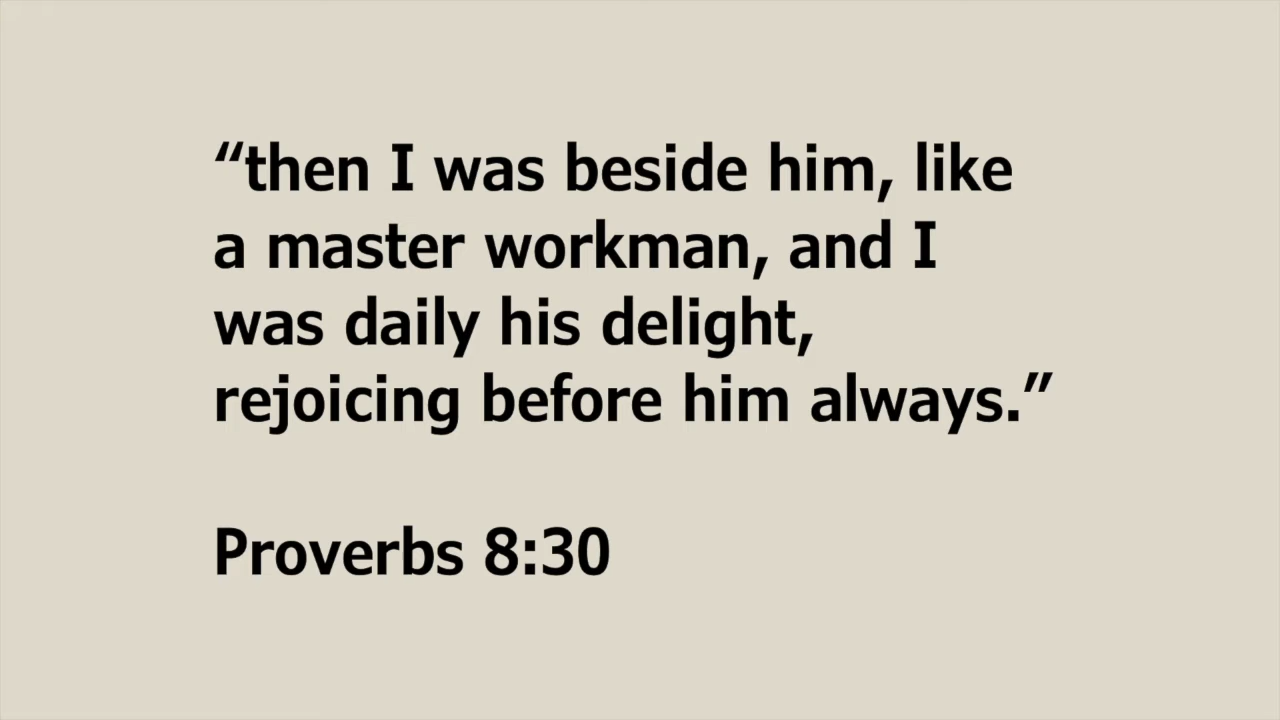 “then I was beside him, like
a master workman, and I
was daily his delight,
rejoicing before him always.”
Proverbs 8:30